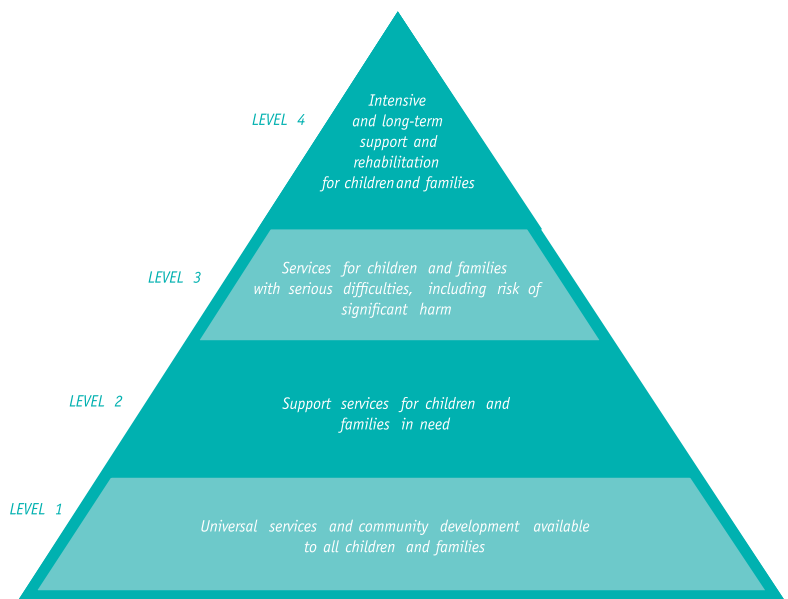 LEVEL 4
Intensive
and long-term
support and
rehabilitation
for children and families
LEVEL 3
Services for children and families
with serious difficulties, including risk of
significant harm
LEVEL 2
Support services for children and
families in need
LEVEL 1
Universal services and community development available
to all children and families